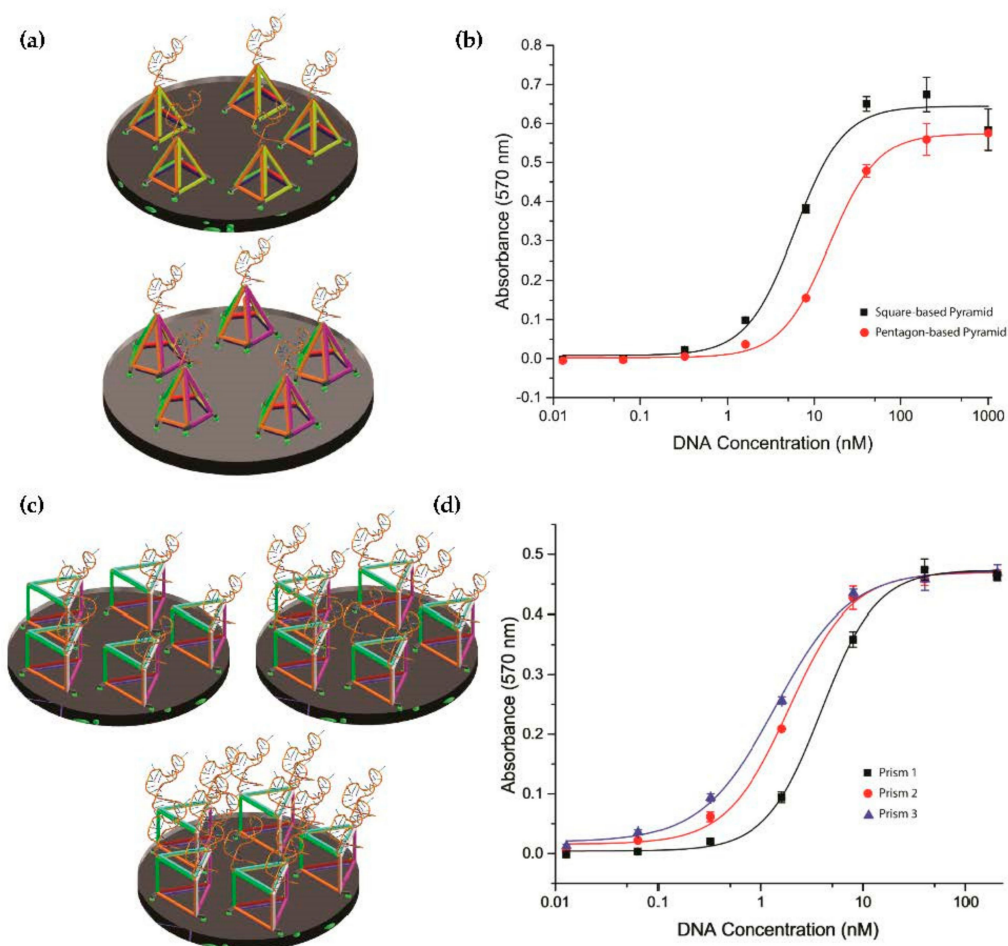 (a)
(b)
0.8
0.7
0.6
0.5
0.4
0.3
0.2
0.1
0.0
-0.1
Absorbance (570 nm)
Square-based Pyramid
Pentagon-based Pyramid
0.01 0.1 1 10 100 1000
DNA Concentration (nM)
(c)
(d)
0.5
0.4
0.3
0.2
0.1
0.0
Absorbance (570 nm)
Prism 1
Prism 2
Prism 3
0.01 0.1 1 10 100
DNA Concentration (nM)